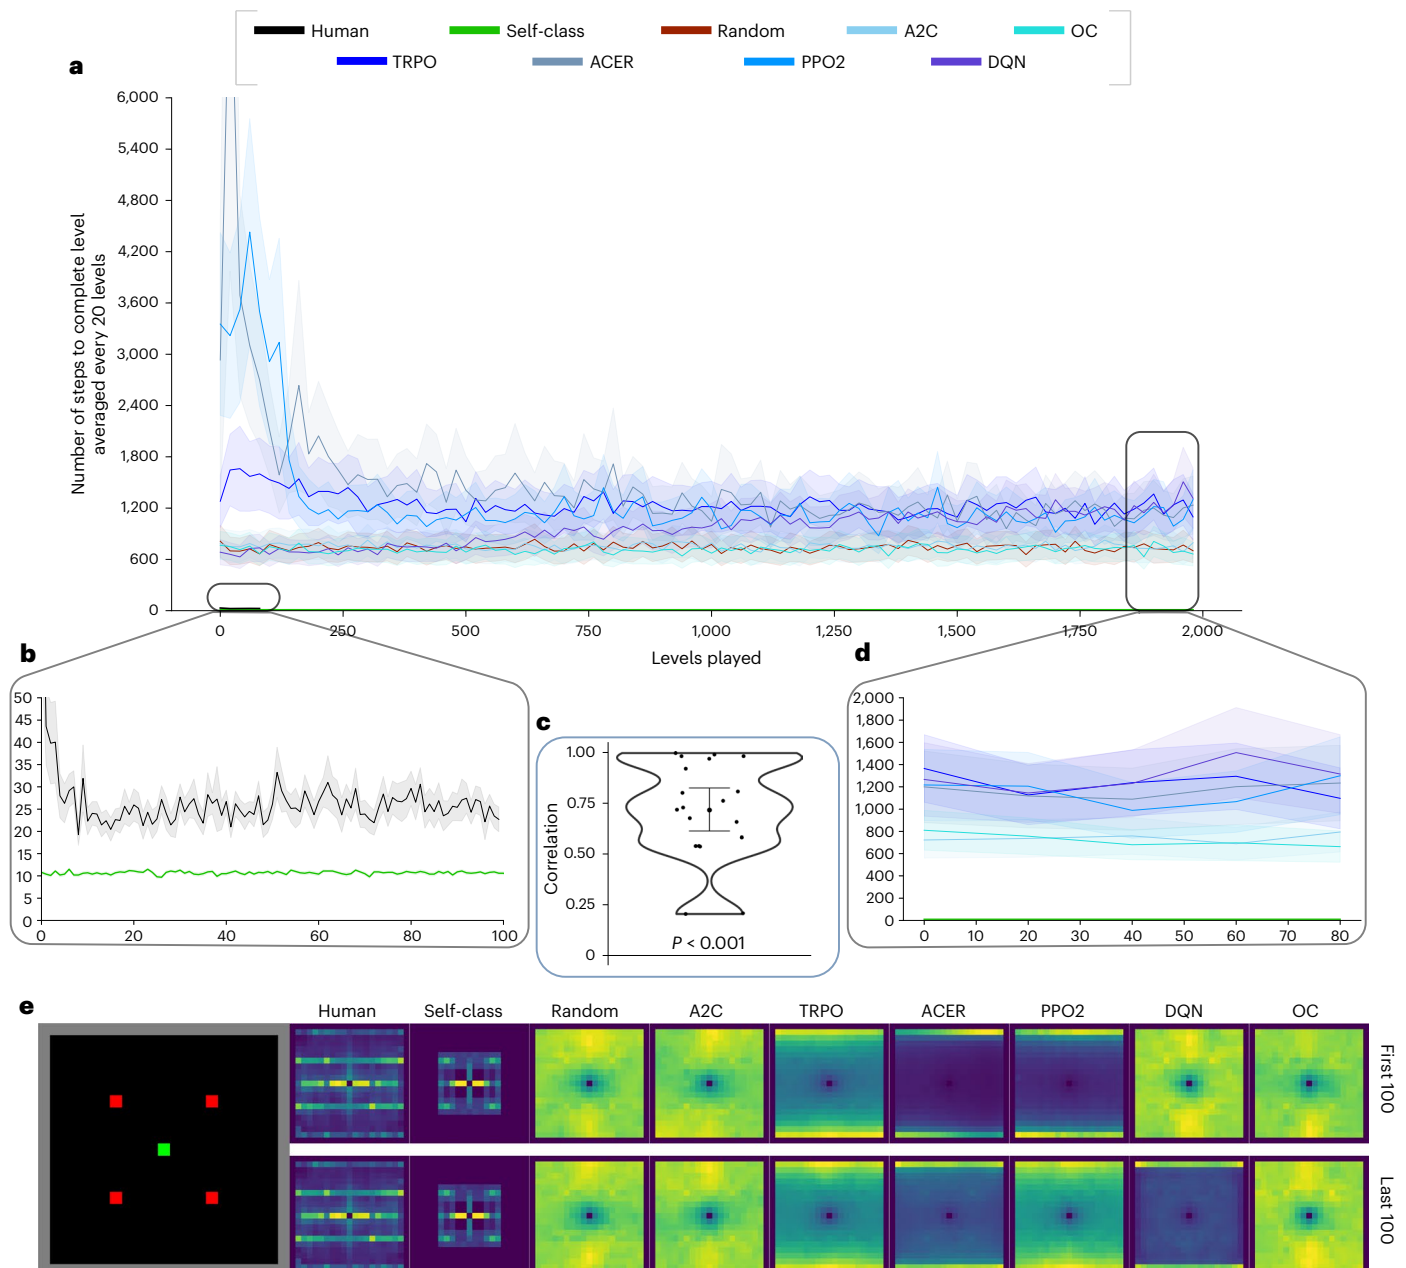 Human Self-class Random A2C OC
TRPO ACER PPO2 DQN
a
6,000
5,400
4,800
4,200
3,600
3,000
2,400
1,800
1,200
600
0
Number of steps to complete level
averaged every 20 levels
0 250 500 750 1,000 1,250 1,500 1,750 2,000
Levels played
b
50
45
40
35
30
25
20
15
10
5
0
0 20 40 60 80 100
c
1.00
0.75
0.50
0.25
0
Correlation
P < 0.001
d
2,000
1,800
1,600
1,400
1,200
1,000
800
600
400
200
0
0 10 20 30 40 50 60 70 80
e
Human Self-class Random A2C TRPO ACER PPO2 DQN OC
First 100
Last 100